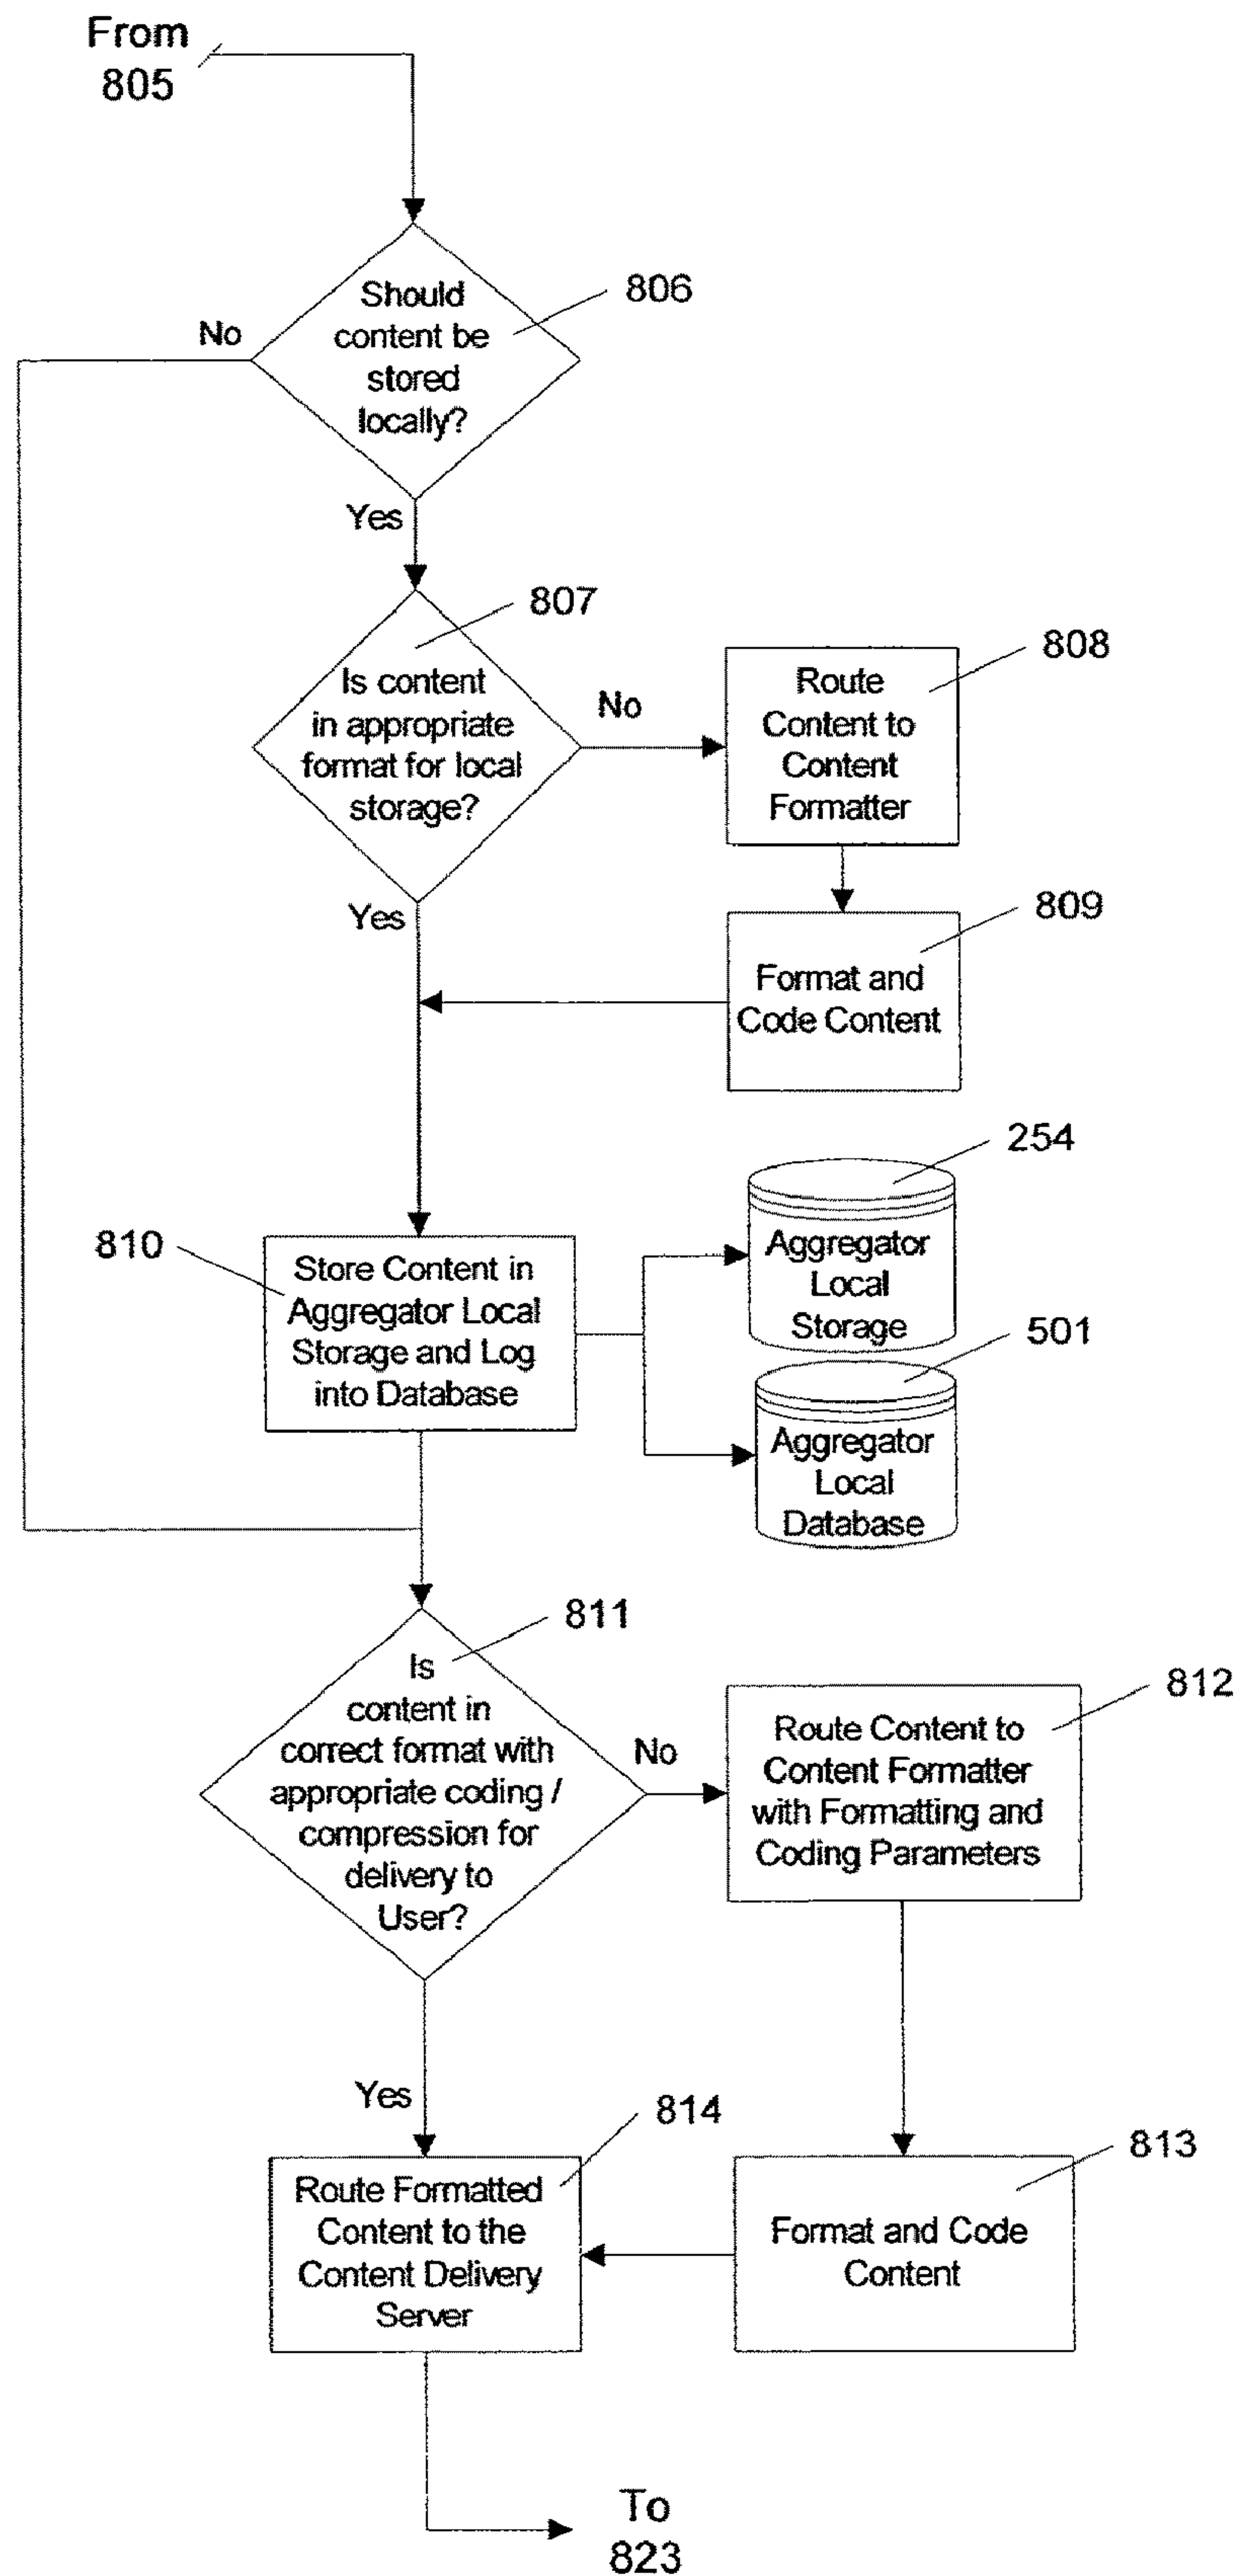 From
805
806
Should
content be
stored
locally?
No
Yes
807
Is content
in appropriate
format for local
storage?
No
Yes
808
Route
Content to
Content
Formatter
809
Format and
Code Content
254
Aggregator
Local
Storage
810
Store Content in
Aggregator Local
Storage and Log
into Database
501
Aggregator
Local
Database
811
Is
content in
correct format with
appropriate coding /
compression for
delivery to
User?
No
Yes
812
Route Content to
Content Formatter
with Formatting and
Coding Parameters
813
Format and Code
Content
814
Route Formatted
Content to the
Content Delivery
Server
To
823